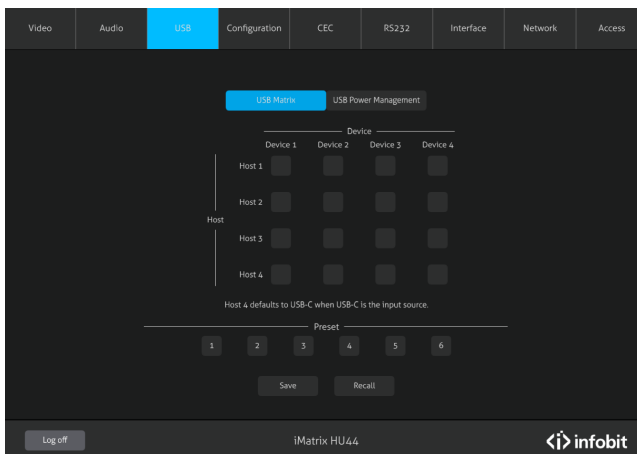 Video Audio USB Configuration CEC RS232 Interface Network Access
USB Matrix USB Power Management
Device
Device 1 Device 2 Device 3 Device 4
Host 1
Host 2
Host
Host 3
Host 4
Host 4 defaults to USB-C when USB-C is the input source.
Preset
1 2 3 4 5 6
Save Recall
Log off iMatrix HU44 <i> infobit